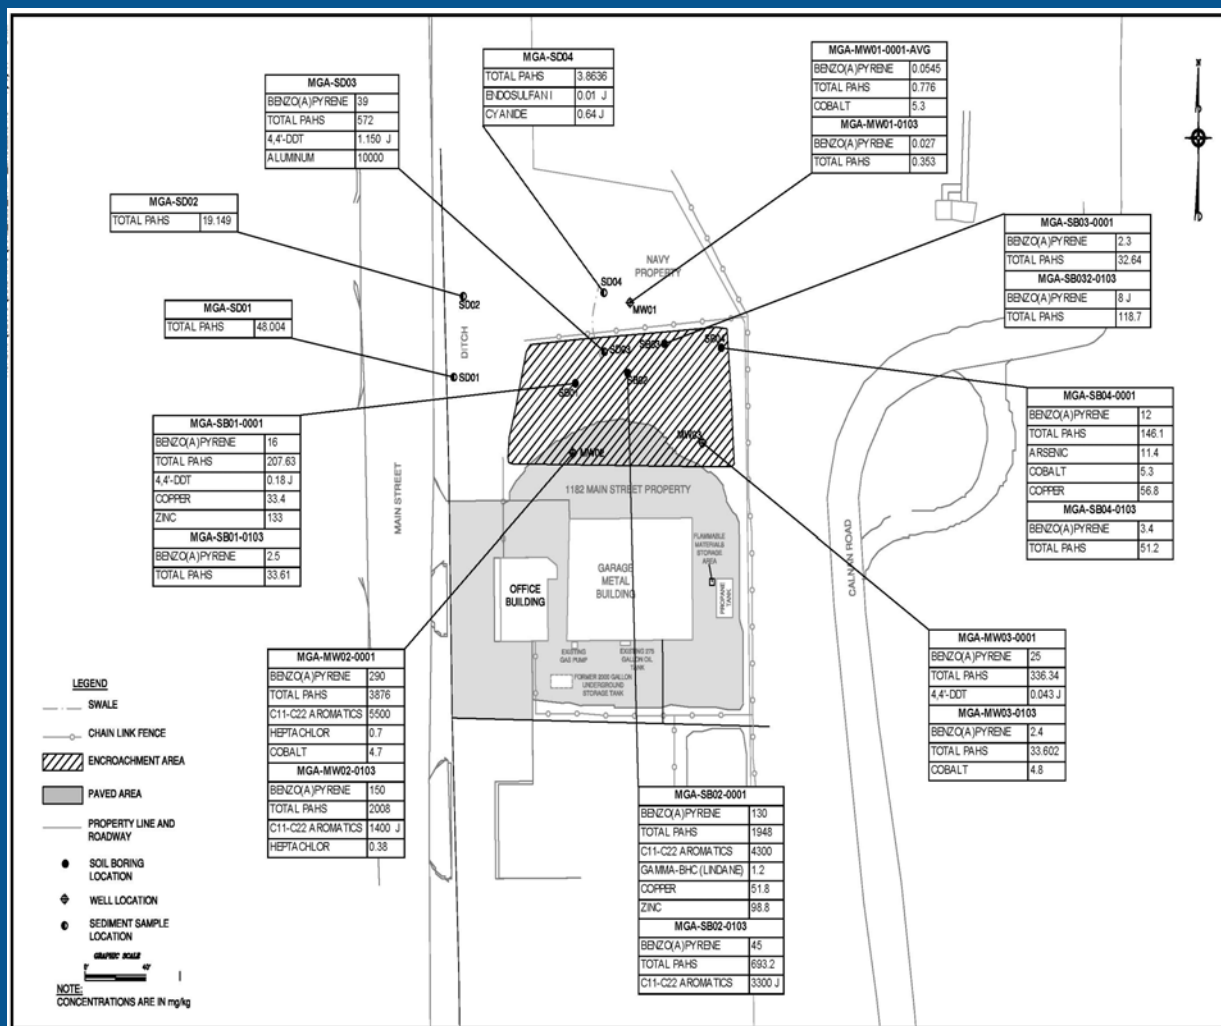 MGA-SD04
TOTAL PAHS 3.8636
ENDOSULFAN I 0.01 J
CYANIDE 0.64 J
MGA-MW01-0001-AVG
BENZO(A)PYRENE 0.0545
TOTAL PAHS 0.776
COBALT 5.3
MGA-MW01-0103
BENZO(A)PYRENE 0.027
TOTAL PAHS 0.353
MGA-SD03
BENZO(A)PYRENE 39
TOTAL PAHS 572
4,4'-DDT 1.150 J
ALUMINUM 10000
MGA-SD02
TOTAL PAHS 19.149
MGA-SB03-0001
BENZO(A)PYRENE 2.3
TOTAL PAHS 32.64
MGA-SB032-0103
BENZO(A)PYRENE 8 J
TOTAL PAHS 118.7
MGA-SD01
TOTAL PAHS 48.004
NAVY
PROPERTY
SD04
SD02
MW01
DITCH
SD03
SB03
SB04
SD01
SB01
SB02
MW03
MW02
MGA-SB04-0001
BENZO(A)PYRENE 12
TOTAL PAHS 146.1
ARSENIC 11.4
COBALT 5.3
COPPER 56.8
MGA-SB04-0103
BENZO(A)PYRENE 3.4
TOTAL PAHS 51.2
MGA-SB01-0001
BENZO(A)PYRENE 16
TOTAL PAHS 207.63
4,4'-DDT 0.18 J
COPPER 33.4
ZINC 133
MGA-SB01-0103
BENZO(A)PYRENE 2.5
TOTAL PAHS 33.61
MAIN STREET
1182 MAIN STREET PROPERTY
FLAMMABLE
MATERIALS
STORAGE
AREA
GARAGE
METAL
BUILDING
OFFICE
BUILDING
PROPANE
TANK
CALNAN ROAD
EXISTING
GAS PUMP
EXISTING 275
GALLON OIL
TANK
FORMER 2000 GALLON
UNDERGROUND
STORAGE TANK
MGA-MW03-0001
BENZO(A)PYRENE 25
TOTAL PAHS 336.34
4,4'-DDT 0.043 J
MGA-MW03-0103
BENZO(A)PYRENE 2.4
TOTAL PAHS 33.602
COBALT 4.8
MGA-MW02-0001
BENZO(A)PYRENE 290
TOTAL PAHS 3876
C11-C22 AROMATICS 5500
HEPTACHLOR 0.7
COBALT 4.7
MGA-MW02-0103
BENZO(A)PYRENE 150
TOTAL PAHS 2008
C11-C22 AROMATICS 1400 J
HEPTACHLOR 0.38
MGA-SB02-0001
BENZO(A)PYRENE 130
TOTAL PAHS 1948
C11-C22 AROMATICS 4300
GAMMA-BHC (LINDANE) 1.2
COPPER 51.8
ZINC 98.8
MGA-SB02-0103
BENZO(A)PYRENE 45
TOTAL PAHS 693.2
C11-C22 AROMATICS 3300 J
LEGEND
SWALE
CHAIN LINK FENCE
ENCROACHMENT AREA
PAVED AREA
PROPERTY LINE AND
ROADWAY
SOIL BORING
LOCATION
WELL LOCATION
SEDIMENT SAMPLE
LOCATION
GRAPHIC SCALE
0' 40'
NOTE:
CONCENTRATIONS ARE IN mg/kg